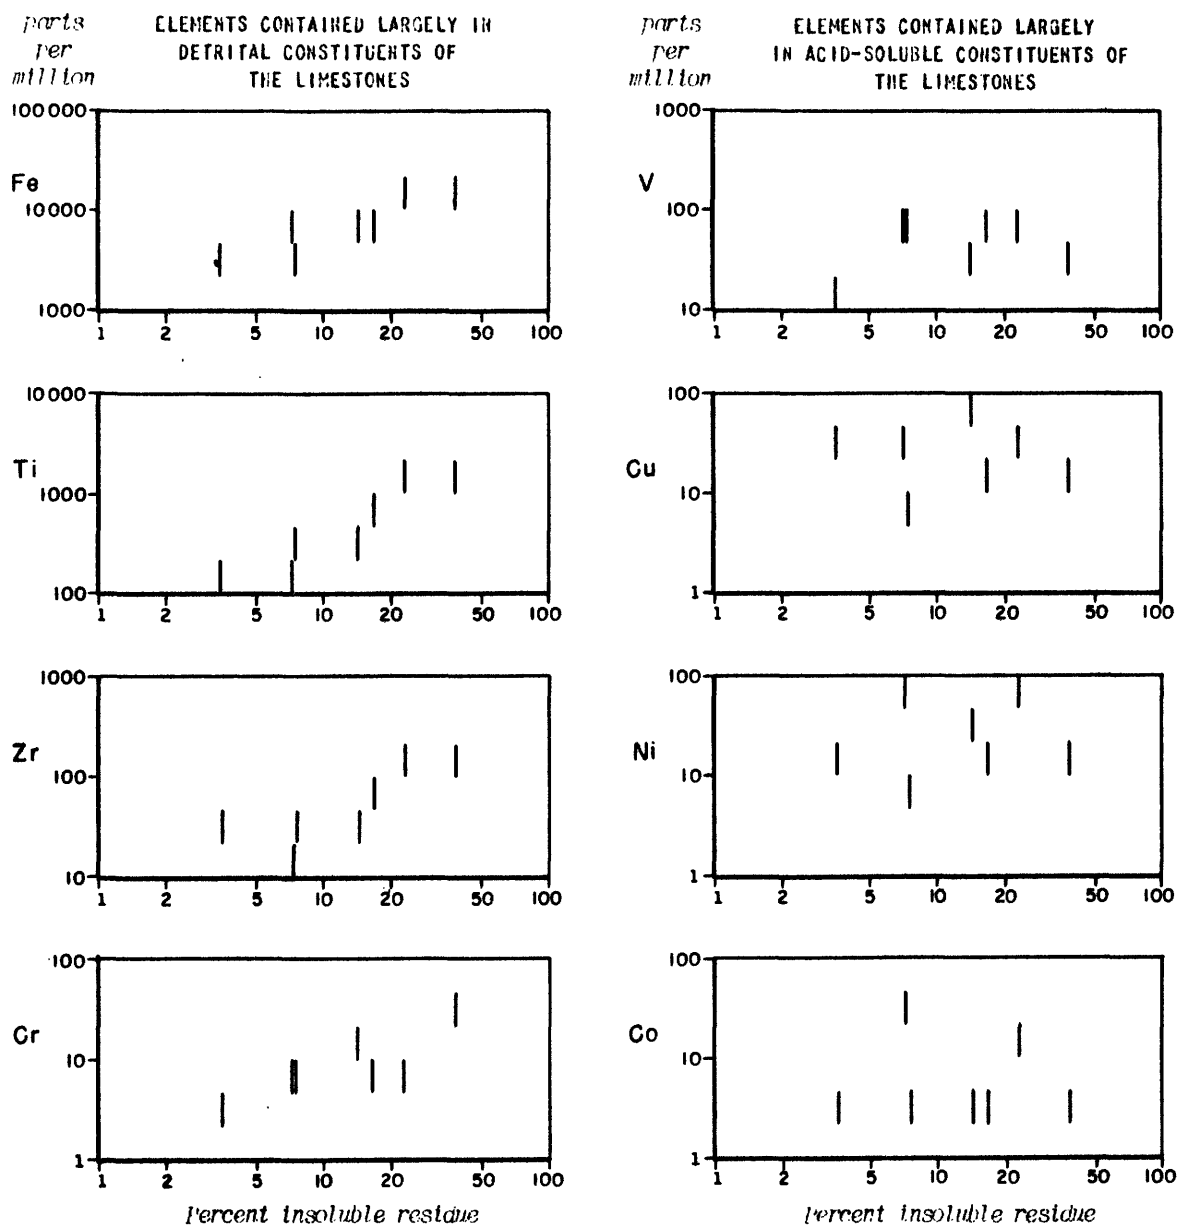 parts
per
million
ELEMENTS CONTAINED LARGELY IN
DETRITAL CONSTITUENTS OF
THE LIMESTONES
100000
Fe
10000
1000
1 2 5 10 20 50 100
10000
Ti
1000
100
1 2 5 10 20 50 100
1000
Zr
100
10
1 2 5 10 20 50 100
100
Cr
10
1
1 2 5 10 20 50 100
Percent insoluble residue
parts
per
million
ELEMENTS CONTAINED LARGELY
IN ACID-SOLUBLE CONSTITUENTS OF
THE LIMESTONES
1000
V
100
10
1 2 5 10 20 50 100
100
Cu
10
1
1 2 5 10 20 50 100
100
Ni
10
1
1 2 5 10 20 50 100
100
Co
10
1
1 2 5 10 20 50 100
Percent insoluble residue